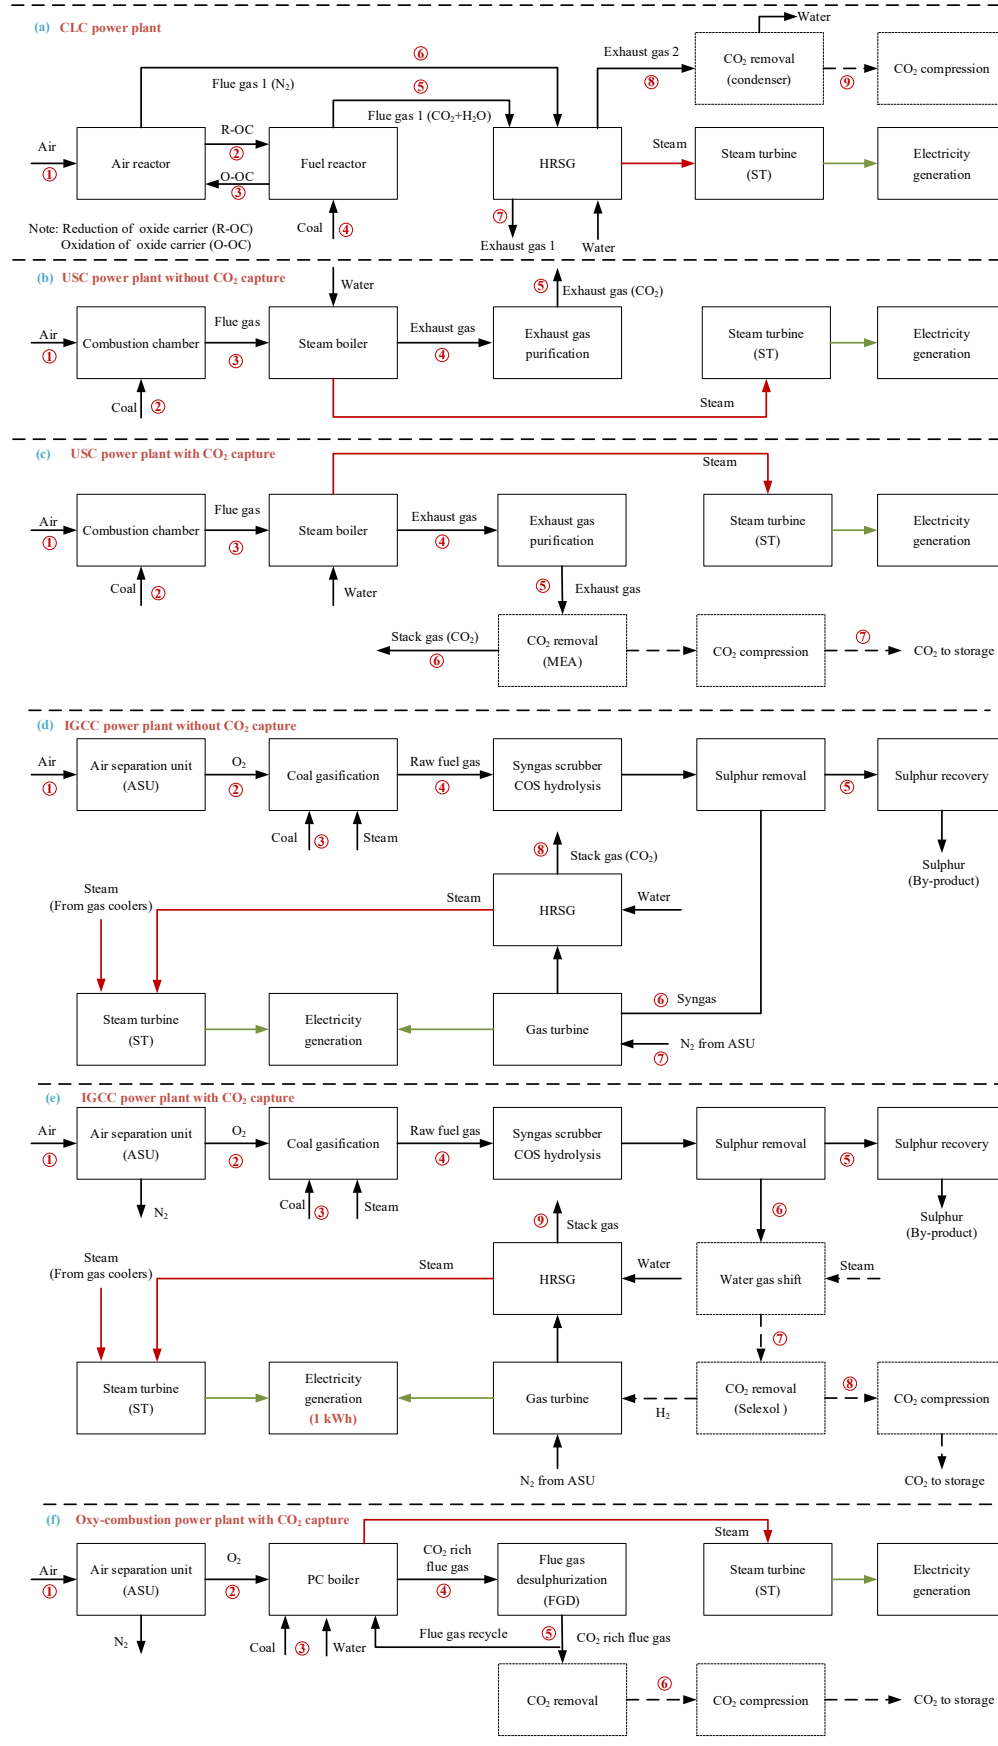 (a) CLC power plant
Water
⑥
Exhaust gas 2
CO₂ removal
(condenser)
CO₂ compression
⑧
⑨
Flue gas 1 (N₂)
⑤
Flue gas 1 (CO₂+H₂O)
Air
①
Air reactor
R-OC
②
O-OC
③
Fuel reactor
HRSG
Steam
Steam turbine
(ST)
Electricity
generation
Note: Reduction of oxide carrier (R-OC)
Oxidation of oxide carrier (O-OC)
Coal
④
⑦
Exhaust gas 1
Water
(b) USC power plant without CO₂ capture
Water
⑤
Exhaust gas (CO₂)
Air
①
Combustion chamber
Flue gas
③
Steam boiler
Exhaust gas
④
Exhaust gas
purification
Steam turbine
(ST)
Electricity
generation
Coal
②
Steam
(c) USC power plant with CO₂ capture
Steam
Air
①
Combustion chamber
Flue gas
③
Steam boiler
Exhaust gas
④
Exhaust gas
purification
Steam turbine
(ST)
Electricity
generation
Coal
②
Water
⑤
Exhaust gas
Stack gas (CO₂)
⑥
CO₂ removal
(MEA)
CO₂ compression
⑦
CO₂ to storage
(d) IGCC power plant without CO₂ capture
Air
①
Air separation unit
(ASU)
O₂
②
Coal gasification
Raw fuel gas
④
Syngas scrubber
COS hydrolysis
Sulphur removal
⑤
Sulphur recovery
Coal
③
Steam
⑧
Stack gas (CO₂)
Sulphur
(By-product)
Steam
(From gas coolers)
Steam
HRSG
Water
Steam turbine
(ST)
Electricity
generation
Gas turbine
⑥
Syngas
N₂ from ASU
⑦
(e) IGCC power plant with CO₂ capture
Air
①
Air separation unit
(ASU)
O₂
②
Coal gasification
Raw fuel gas
④
Syngas scrubber
COS hydrolysis
Sulphur removal
⑤
Sulphur recovery
N₂
Coal
③
Steam
⑨
Stack gas
⑥
Sulphur
(By-product)
Steam
(From gas coolers)
Steam
HRSG
Water
Water gas shift
Steam
⑦
Steam turbine
(ST)
Electricity
generation
(1 kWh)
Gas turbine
H₂
CO₂ removal
(Selexol )
⑧
CO₂ compression
N₂ from ASU
CO₂ to storage
(f) Oxy-combustion power plant with CO₂ capture
Steam
Air
①
Air separation unit
(ASU)
O₂
②
PC boiler
CO₂ rich
flue gas
④
Flue gas
desulphurization
(FGD)
Steam turbine
(ST)
Electricity
generation
N₂
Coal
③
Water
Flue gas recycle
⑤
CO₂ rich flue gas
CO₂ removal
⑥
CO₂ compression
CO₂ to storage